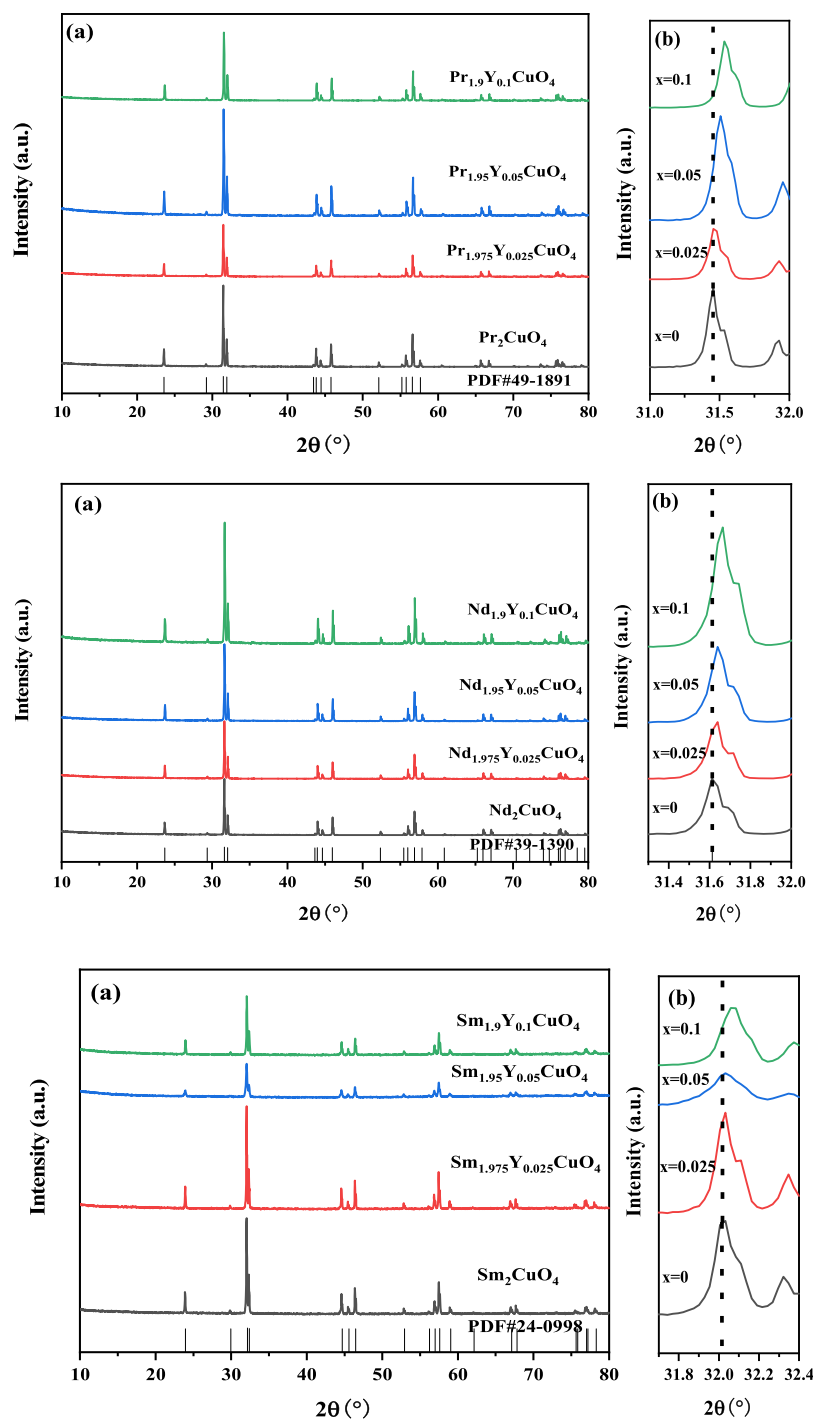 (a)
Pr1.9Y0.1CuO4
Pr1.95Y0.05CuO4
Pr1.975Y0.025CuO4
Pr2CuO4
PDF#49-1891
Intensity (a.u.)
10 20 30 40 50 60 70 80
2θ (°)
(b)
x=0.1
x=0.05
x=0.025
x=0
Intensity (a.u.)
31.0 31.5 32.0
2θ (°)
(a)
Nd1.9Y0.1CuO4
Nd1.95Y0.05CuO4
Nd1.975Y0.025CuO4
Nd2CuO4
PDF#39-1390
Intensity (a.u.)
10 20 30 40 50 60 70 80
2θ (°)
(b)
x=0.1
x=0.05
x=0.025
x=0
Intensity (a.u.)
31.4 31.6 31.8 32.0
2θ (°)
(a)
Sm1.9Y0.1CuO4
Sm1.95Y0.05CuO4
Sm1.975Y0.025CuO4
Sm2CuO4
PDF#24-0998
Intensity (a.u.)
10 20 30 40 50 60 70 80
2θ (°)
(b)
x=0.1
x=0.05
x=0.025
x=0
Intensity (a.u.)
31.8 32.0 32.2 32.4
2θ (°)